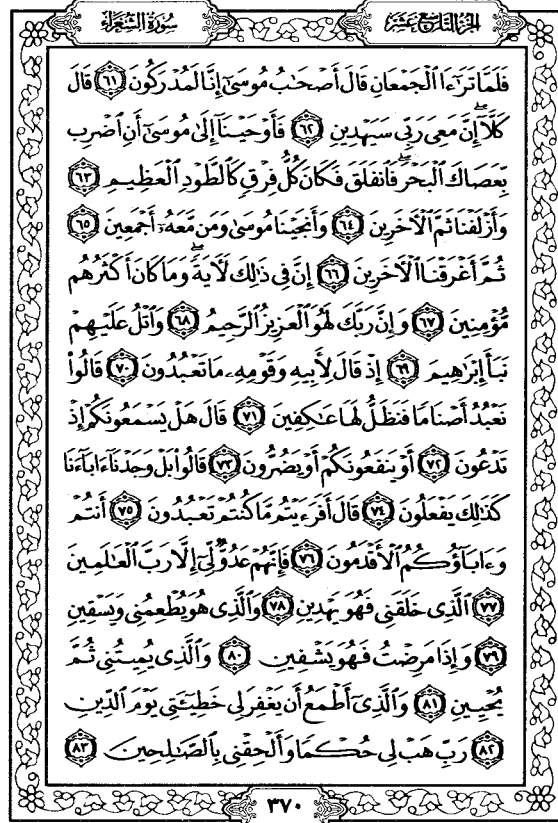 الجزء التاسع عشر
سورة الشعراء
فَلَمَّا تَرَٰٓءَا ٱلْجَمْعَانِ قَالَ أَصْحَٰبُ مُوسَىٰٓ إِنَّا لَمُدْرَكُونَ ٦١ قَالَ
كَلَّآ ۖ إِنَّ مَعِىَ رَبِّى سَيَهْدِينِ ٦٢ فَأَوْحَيْنَآ إِلَىٰ مُوسَىٰٓ أَنِ ٱضْرِب
بِّعَصَاكَ ٱلْبَحْرَ ۖ فَٱنفَلَقَ فَكَانَ كُلُّ فِرْقٍ كَٱلطَّوْدِ ٱلْعَظِيمِ ٦٣
وَأَزْلَفْنَا ثَمَّ ٱلْءَاخَرِينَ ٦٤ وَأَنجَيْنَا مُوسَىٰ وَمَن مَّعَهُۥٓ أَجْمَعِينَ ٦٥
ثُمَّ أَغْرَقْنَا ٱلْءَاخَرِينَ ٦٦ إِنَّ فِى ذَٰلِكَ لَءَايَةً ۖ وَمَا كَانَ أَكْثَرُهُم
مُّؤْمِنِينَ ٦٧ وَإِنَّ رَبَّكَ لَهُوَ ٱلْعَزِيزُ ٱلرَّحِيمُ ٦٨ وَٱتْلُ عَلَيْهِمْ
نَبَأَ إِبْرَٰهِيمَ ٦٩ إِذْ قَالَ لِأَبِيهِ وَقَوْمِهِۦ مَا تَعْبُدُونَ ٧٠ قَالُوا۟
نَعْبُدُ أَصْنَامًا فَنَظَلُّ لَهَا عَٰكِفِينَ ٧١ قَالَ هَلْ يَسْمَعُونَكُمْ إِذْ
تَدْعُونَ ٧٢ أَوْ يَنفَعُونَكُمْ أَوْ يَضُرُّونَ ٧٣ قَالُوا۟ بَلْ وَجَدْنَآ ءَابَآءَنَا
كَذَٰلِكَ يَفْعَلُونَ ٧٤ قَالَ أَفَرَءَيْتُم مَّا كُنتُمْ تَعْبُدُونَ ٧٥ أَنتُمْ
وَءَابَآؤُكُمُ ٱلْأَقْدَمُونَ ٧٦ فَإِنَّهُمْ عَدُوٌّ لِّىٓ إِلَّا رَبَّ ٱلْعَٰلَمِينَ
٧٧ ٱلَّذِى خَلَقَنِى فَهُوَ يَهْدِينِ ٧٨ وَٱلَّذِى هُوَ يُطْعِمُنِى وَيَسْقِينِ
٧٩ وَإِذَا مَرِضْتُ فَهُوَ يَشْفِينِ ٨٠ وَٱلَّذِى يُمِيتُنِى ثُمَّ
يُحْيِينِ ٨١ وَٱلَّذِىٓ أَطْمَعُ أَن يَغْفِرَ لِى خَطِيٓـَٔتِى يَوْمَ ٱلدِّينِ
٨٢ رَبِّ هَبْ لِى حُكْمًا وَأَلْحِقْنِى بِٱلصَّٰلِحِينَ ٨٣
٣٧٠